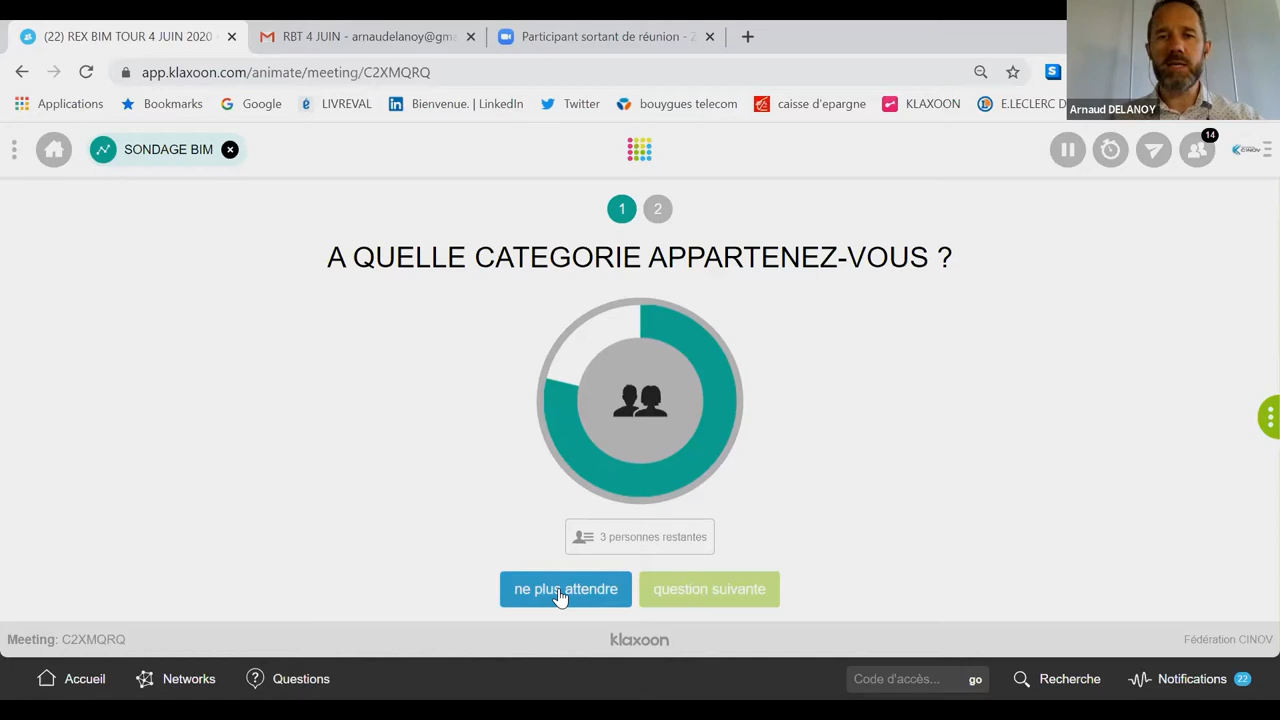 (22) REX BIM TOUR 4 JUIN 2020
RBT 4 JUIN - arnaudelanoy@gma
Participant sortant de réunion - Z
app.klaxoon.com/animate/meeting/C2XMQRQ
Applications
Bookmarks
Google
LIVREVAL
Bienvenue. | LinkedIn
Twitter
bouygues telecom
caisse d'epargne
KLAXOON
E.LECLERC D
Arnaud DELANOY
SONDAGE BIM
14
CINOV
1 2
A QUELLE CATEGORIE APPARTENEZ-VOUS ?
3 personnes restantes
ne plus attendre
question suivante
Meeting: C2XMQRQ
klaxoon
Fédération CINOV
Accueil
Networks
Questions
Code d'accès...
go
Recherche
Notifications 22